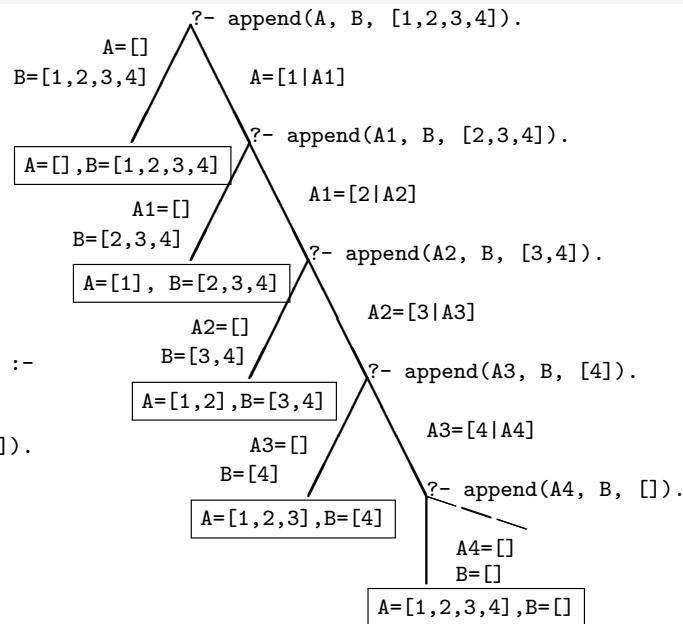 ?- append(A, B, [1,2,3,4]).
A=[]
B=[1,2,3,4]
A=[1|A1]
?- append(A1, B, [2,3,4]).
A=[],B=[1,2,3,4]
A1=[2|A2]
A1=[]
B=[2,3,4]
?- append(A2, B, [3,4]).
A=[1], B=[2,3,4]
A2=[3|A3]
A2=[]
B=[3,4]
:-
?- append(A3, B, [4]).
A=[1,2],B=[3,4]
A3=[4|A4]
]).
A3=[]
B=[4]
?- append(A4, B, []).
A=[1,2,3],B=[4]
A4=[]
B=[]
A=[1,2,3,4],B=[]